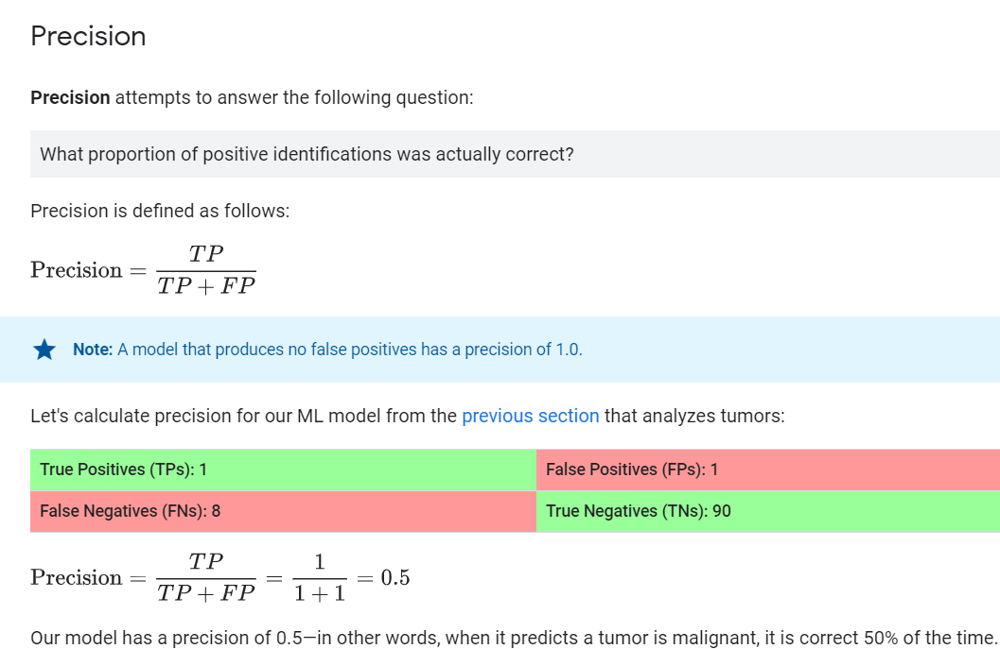 Precision
Precision attempts to answer the following question:
What proportion of positive identifications was actually correct?
Precision is defined as follows:
Precision = TP / TP + FP
Note: A model that produces no false positives has a precision of 1.0.
Let's calculate precision for our ML model from the previous section that analyzes tumors:
True Positives (TPs): 1 False Positives (FPs): 1
False Negatives (FNs): 8 True Negatives (TNs): 90
Precision = TP / TP + FP = 1 / 1 + 1 = 0.5
Our model has a precision of 0.5—in other words, when it predicts a tumor is malignant, it is correct 50% of the time.